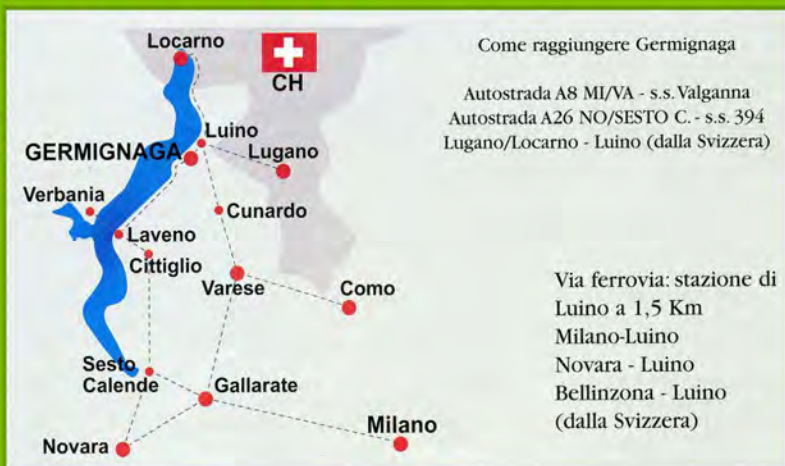 Locarno
CH
Luino
GERMIGNAGA
Lugano
Verbania
Cunardo
Laveno
Cittiglio
Varese
Como
Sesto
Calende
Gallarate
Milano
Novara
Come raggiungere Germignaga
Autostrada A8 MI/VA - s.s. Valganna
Autostrada A26 NO/SESTO C. - s.s. 394
Lugano/Locarno - Luino (dalla Svizzera)
Via ferrovia: stazione di
Luino a 1,5 Km
Milano-Luino
Novara - Luino
Bellinzona - Luino
(dalla Svizzera)